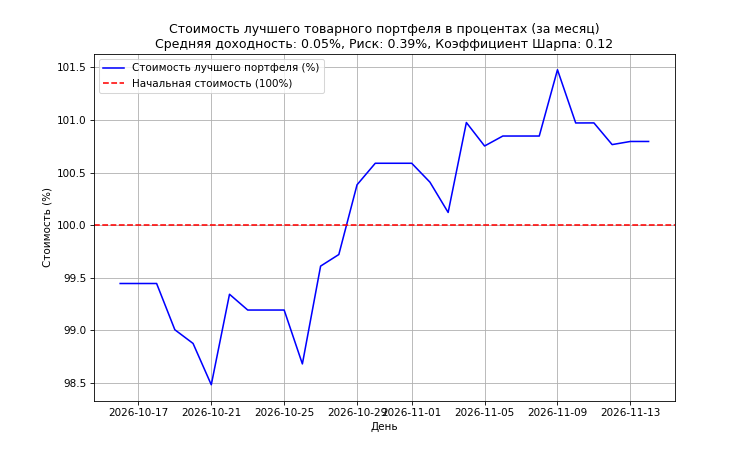 Стоимость лучшего товарного портфеля в процентах (за месяц)
Средняя доходность: 0.05%, Риск: 0.39%, Коэффициент Шарпа: 0.12
Стоимость лучшего портфеля (%)
Начальная стоимость (100%)
Стоимость (%)
101.5
101.0
100.5
100.0
99.5
99.0
98.5
2026-10-17 2026-10-21 2026-10-25 2026-10-29 2026-11-01 2026-11-05 2026-11-09 2026-11-13
День